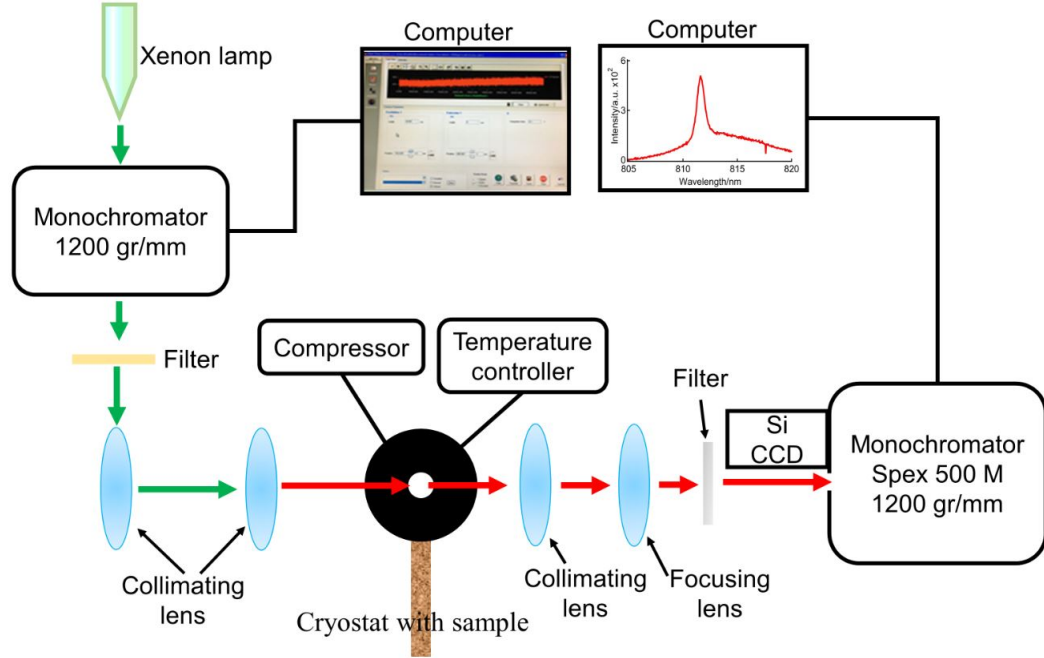 Xenon lamp
Computer
Computer
Intensity/a.u. x10²
6
3
0
805
810
815
820
Wavelength/nm
Monochromator
1200 gr/mm
Filter
Compressor
Temperature
controller
Filter
Si
CCD
Monochromator
Spex 500 M
1200 gr/mm
Collimating
lens
Collimating
lens
Focusing
lens
Cryostat with sample